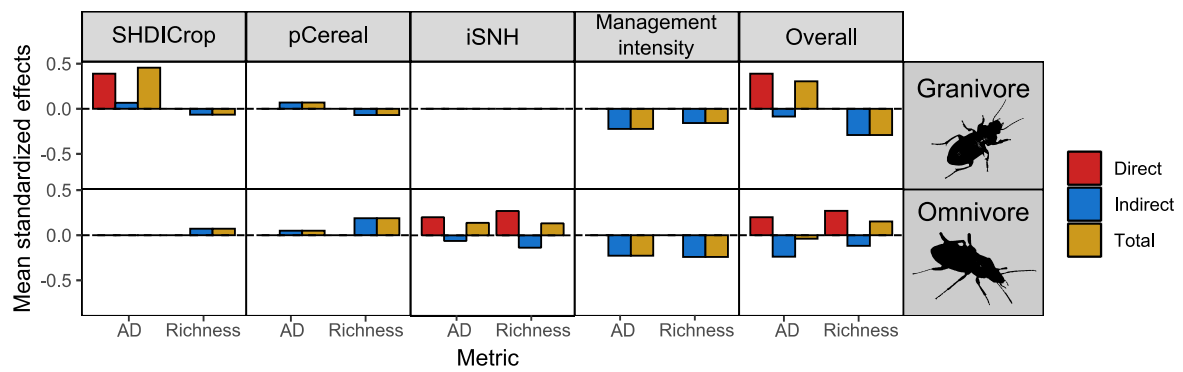 SHDICrop
pCereal
iSNH
Management
intensity
Overall
Mean standardized effects
0.5
0.0
-0.5
Granivore
0.5
0.0
-0.5
Omnivore
AD
Richness
AD
Richness
AD
Richness
AD
Richness
AD
Richness
Metric
Direct
Indirect
Total